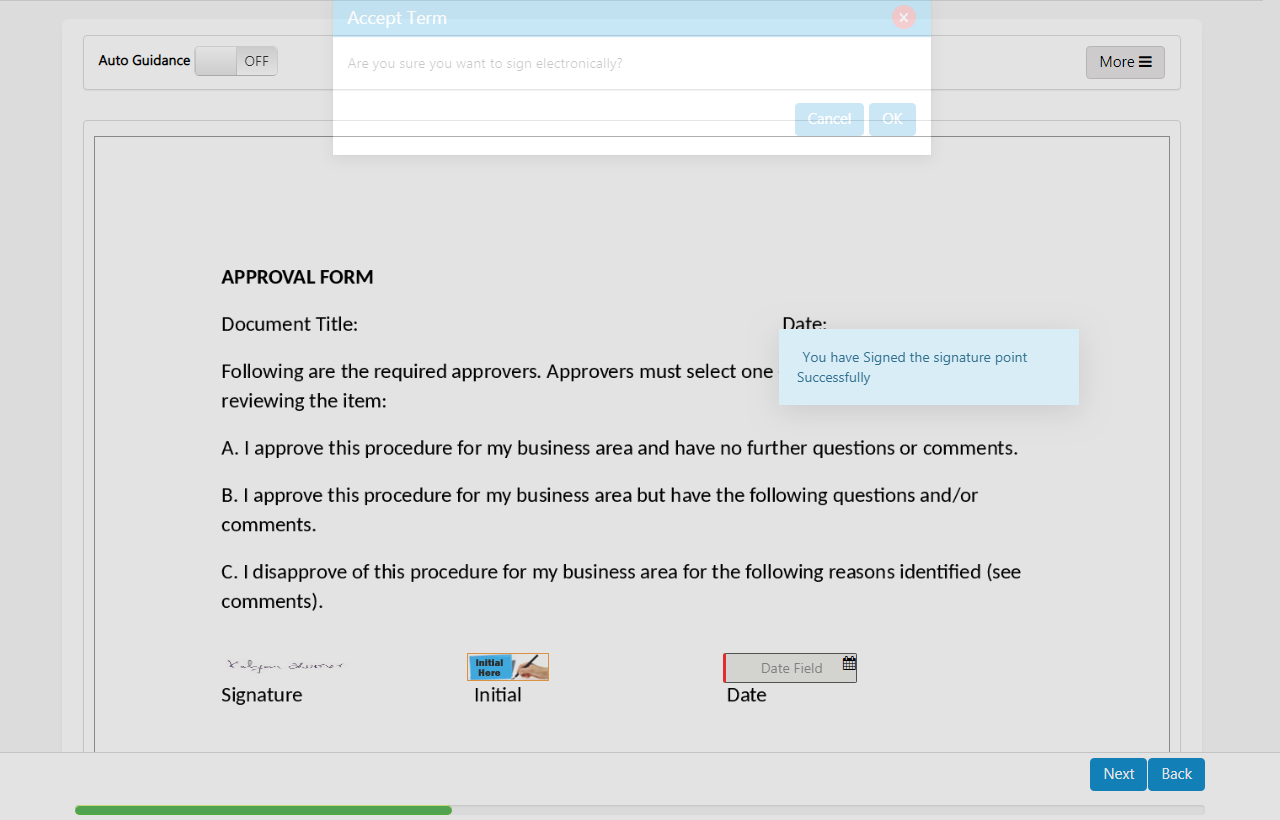 Accept Term
x
Are you sure you want to sign electronically?
Cancel OK
Auto Guidance OFF
More
APPROVAL FORM
Document Title: Date:
You have Signed the signature point
Successfully
Following are the required approvers. Approvers must select one
reviewing the item:
A. I approve this procedure for my business area and have no further questions or comments.
B. I approve this procedure for my business area but have the following questions and/or
comments.
C. I disapprove of this procedure for my business area for the following reasons identified (see
comments).
Initial
Here
Date Field
Signature Initial Date
Next Back